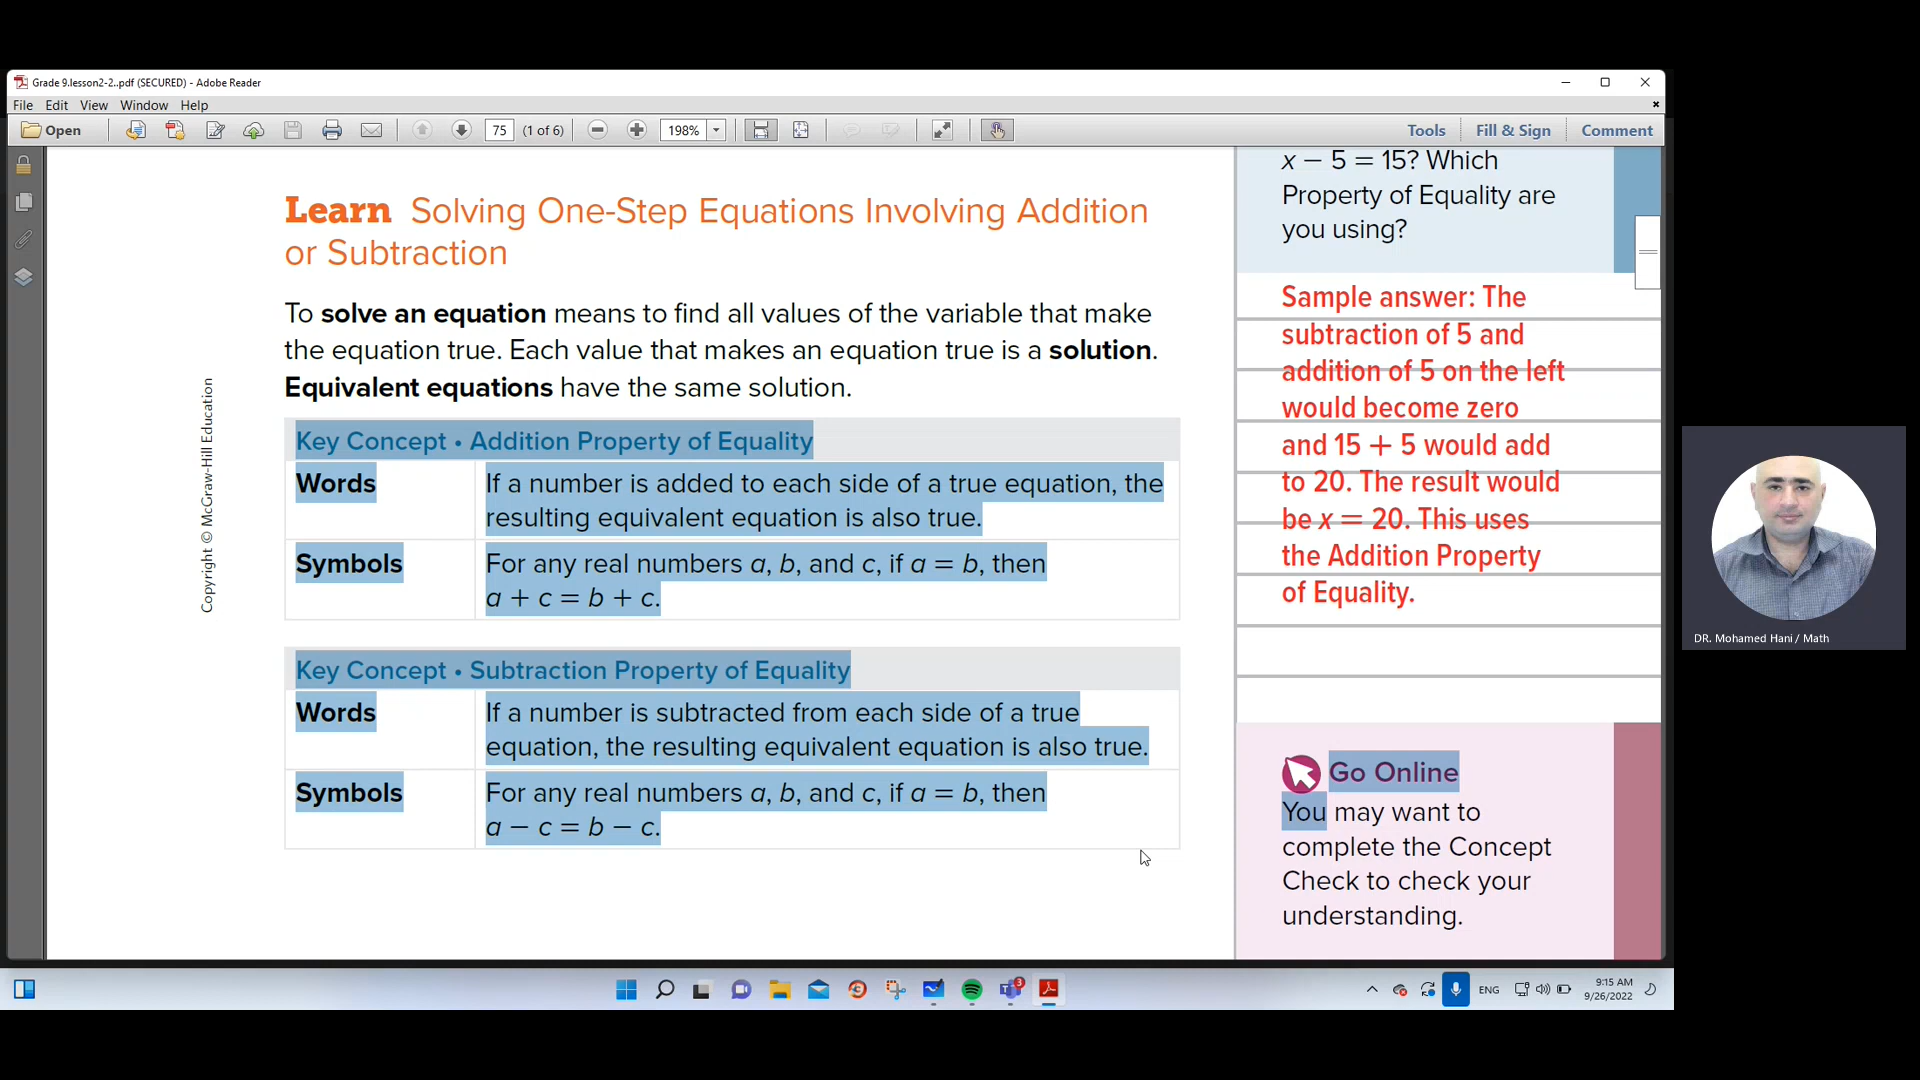 Grade 9.lesson2-2..pdf (SECURED) - Adobe Reader
File Edit View Window Help
Open 75 (1 of 6) 198% Tools Fill & Sign Comment
Learn Solving One-Step Equations Involving Addition
or Subtraction
To solve an equation means to find all values of the variable that make
the equation true. Each value that makes an equation true is a solution.
Equivalent equations have the same solution.
Key Concept • Addition Property of Equality
Words If a number is added to each side of a true equation, the
resulting equivalent equation is also true.
Symbols For any real numbers a, b, and c, if a = b, then
a + c = b + c.
Key Concept • Subtraction Property of Equality
Words If a number is subtracted from each side of a true
equation, the resulting equivalent equation is also true.
Symbols For any real numbers a, b, and c, if a = b, then
a − c = b − c.
Copyright © McGraw-Hill Education
x − 5 = 15? Which
Property of Equality are
you using?
Sample answer: The
subtraction of 5 and
addition of 5 on the left
would become zero
and 15 + 5 would add
to 20. The result would
be x = 20. This uses
the Addition Property
of Equality.
Go Online
You may want to
complete the Concept
Check to check your
understanding.
DR. Mohamed Hani / Math
3
ENG
9:15 AM
9/26/2022